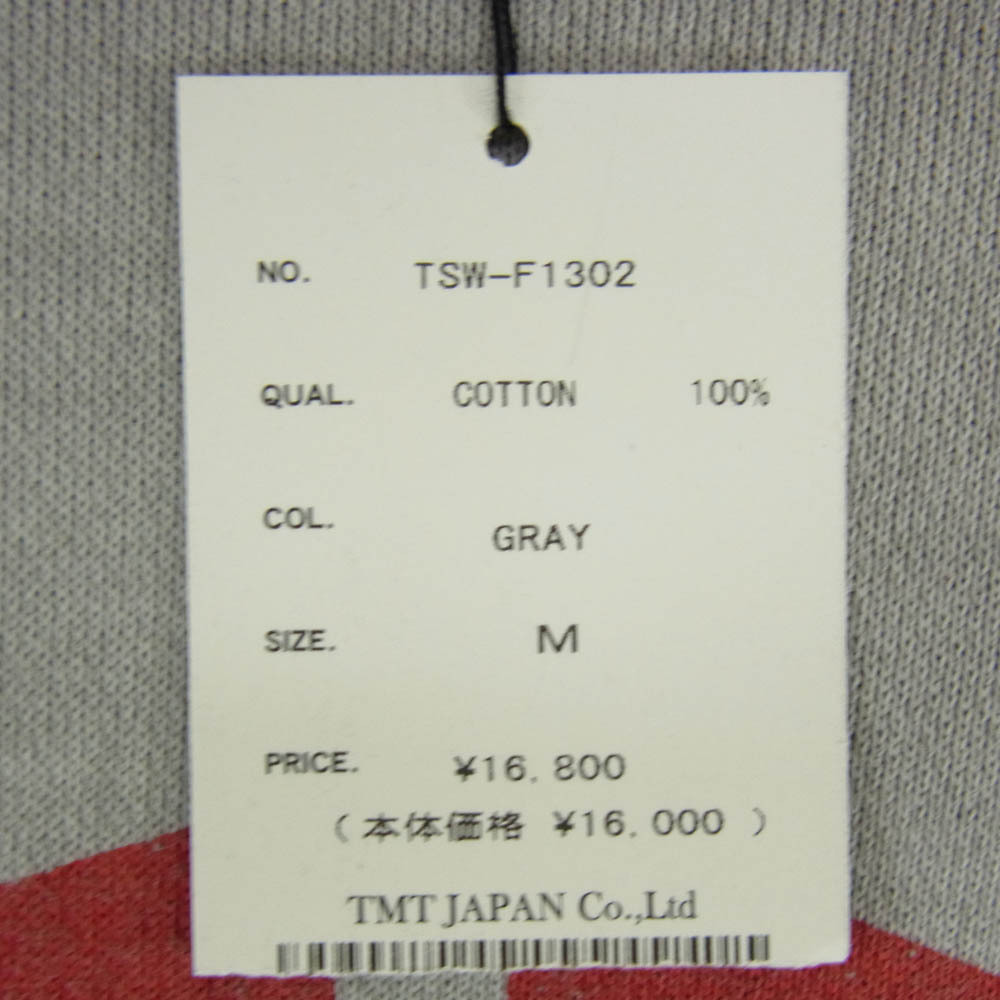 NO. TSW-F1302
QUAL. COTTON 100%
COL. GRAY
SIZE. M
PRICE. ¥16,800
(本体価格 ¥16,000)
TMT JAPAN Co.,Ltd